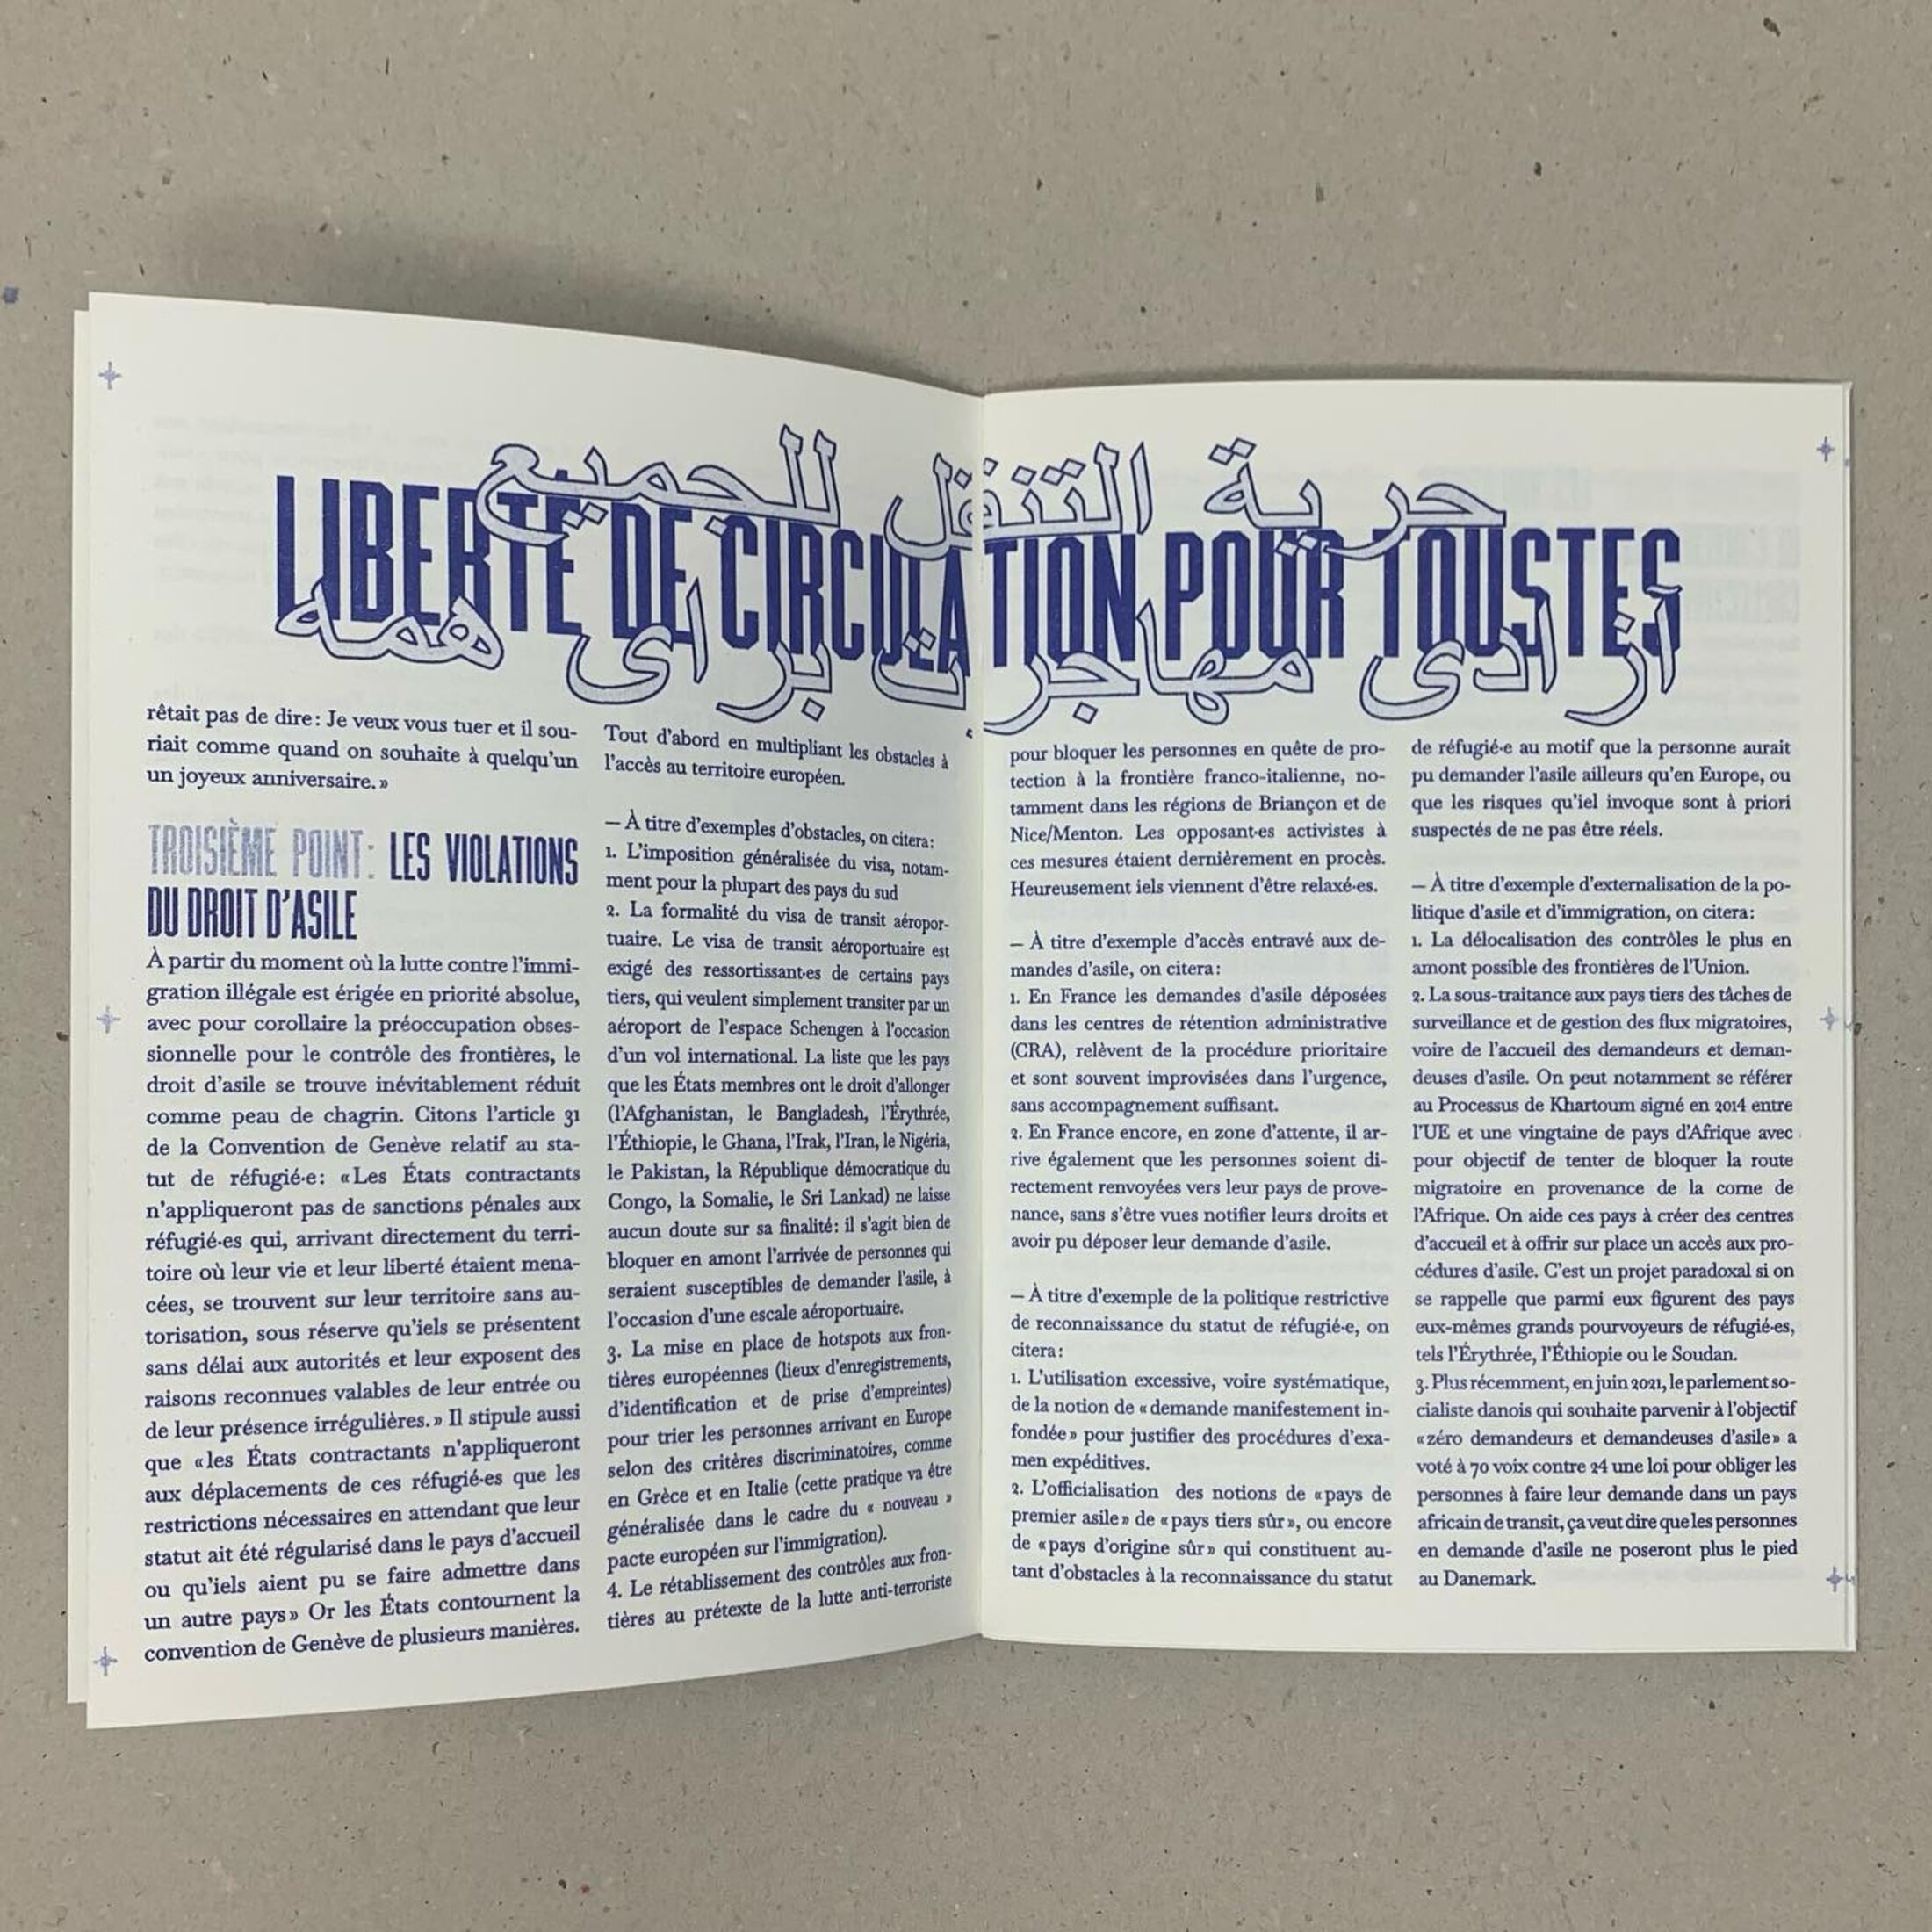 حرية التنقل للجميع
LIBERTÉ DE CIRCULATION POUR TOUSTES
آزادی مهاجرت برای همه
rêtait pas de dire : Je veux vous tuer et il sou-
riait comme quand on souhaite à quelqu'un
un joyeux anniversaire. »
TROISIÈME POINT : LES VIOLATIONS
DU DROIT D'ASILE
À partir du moment où la lutte contre l'immi-
gration illégale est érigée en priorité absolue,
avec pour corollaire la préoccupation obses-
sionnelle pour le contrôle des frontières, le
droit d'asile se trouve inévitablement réduit
comme peau de chagrin. Citons l'article 31
de la Convention de Genève relatif au sta-
tut de réfugié·e : « Les États contractants
n'appliqueront pas de sanctions pénales aux
réfugié·es qui, arrivant directement du terri-
toire où leur vie et leur liberté étaient mena-
cées, se trouvent sur leur territoire sans au-
torisation, sous réserve qu'iels se présentent
sans délai aux autorités et leur exposent des
raisons reconnues valables de leur entrée ou
de leur présence irrégulières. » Il stipule aussi
que « les États contractants n'appliqueront
aux déplacements de ces réfugié·es que les
restrictions nécessaires en attendant que leur
statut ait été régularisé dans le pays d'accueil
ou qu'iels aient pu se faire admettre dans
un autre pays » Or les États contournent la
convention de Genève de plusieurs manières.
Tout d'abord en multipliant les obstacles à
l'accès au territoire européen.
— À titre d'exemples d'obstacles, on citera :
1. L'imposition généralisée du visa, notam-
ment pour la plupart des pays du sud
2. La formalité du visa de transit aéropor-
tuaire. Le visa de transit aéroportuaire est
exigé des ressortissant·es de certains pays
tiers, qui veulent simplement transiter par un
aéroport de l'espace Schengen à l'occasion
d'un vol international. La liste que les pays
que les États membres ont le droit d'allonger
(l'Afghanistan, le Bangladesh, l'Érythrée,
l'Éthiopie, le Ghana, l'Irak, l'Iran, le Nigéria,
le Pakistan, la République démocratique du
Congo, la Somalie, le Sri Lankad) ne laisse
aucun doute sur sa finalité : il s'agit bien de
bloquer en amont l'arrivée de personnes qui
seraient susceptibles de demander l'asile, à
l'occasion d'une escale aéroportuaire.
3. La mise en place de hotspots aux fron-
tières européennes (lieux d'enregistrements,
d'identification et de prise d'empreintes)
pour trier les personnes arrivant en Europe
selon des critères discriminatoires, comme
en Grèce et en Italie (cette pratique va être
généralisée dans le cadre du « nouveau »
pacte européen sur l'immigration).
4. Le rétablissement des contrôles aux fron-
tières au prétexte de la lutte anti-terroriste
pour bloquer les personnes en quête de pro-
tection à la frontière franco-italienne, no-
tamment dans les régions de Briançon et de
Nice/Menton. Les opposant·es activistes à
ces mesures étaient dernièrement en procès.
Heureusement iels viennent d'être relaxé·es.
— À titre d'exemple d'accès entravé aux de-
mandes d'asile, on citera :
1. En France les demandes d'asile déposées
dans les centres de rétention administrative
(CRA), relèvent de la procédure prioritaire
et sont souvent improvisées dans l'urgence,
sans accompagnement suffisant.
2. En France encore, en zone d'attente, il ar-
rive également que les personnes soient di-
rectement renvoyées vers leur pays de prove-
nance, sans s'être vues notifier leurs droits et
avoir pu déposer leur demande d'asile.
— À titre d'exemple de la politique restrictive
de reconnaissance du statut de réfugié·e, on
citera :
1. L'utilisation excessive, voire systématique,
de la notion de « demande manifestement in-
fondée » pour justifier des procédures d'exa-
men expéditives.
2. L'officialisation des notions de « pays de
premier asile » de « pays tiers sûr », ou encore
de « pays d'origine sûr » qui constituent au-
tant d'obstacles à la reconnaissance du statut
de réfugié·e au motif que la personne aurait
pu demander l'asile ailleurs qu'en Europe, ou
que les risques qu'iel invoque sont à priori
suspectés de ne pas être réels.
— À titre d'exemple d'externalisation de la po-
litique d'asile et d'immigration, on citera :
1. La délocalisation des contrôles le plus en
amont possible des frontières de l'Union.
2. La sous-traitance aux pays tiers des tâches de
surveillance et de gestion des flux migratoires,
voire de l'accueil des demandeurs et deman-
deuses d'asile. On peut notamment se référer
au Processus de Khartoum signé en 2014 entre
l'UE et une vingtaine de pays d'Afrique avec
pour objectif de tenter de bloquer la route
migratoire en provenance de la corne de
l'Afrique. On aide ces pays à créer des centres
d'accueil et à offrir sur place un accès aux pro-
cédures d'asile. C'est un projet paradoxal si on
se rappelle que parmi eux figurent des pays
eux-mêmes grands pourvoyeurs de réfugié·es,
tels l'Érythrée, l'Éthiopie ou le Soudan.
3. Plus récemment, en juin 2021, le parlement so-
cialiste danois qui souhaite parvenir à l'objectif
« zéro demandeurs et demandeuses d'asile » a
voté à 70 voix contre 24 une loi pour obliger les
personnes à faire leur demande dans un pays
africain de transit, ça veut dire que les personnes
en demande d'asile ne poseront plus le pied
au Danemark.